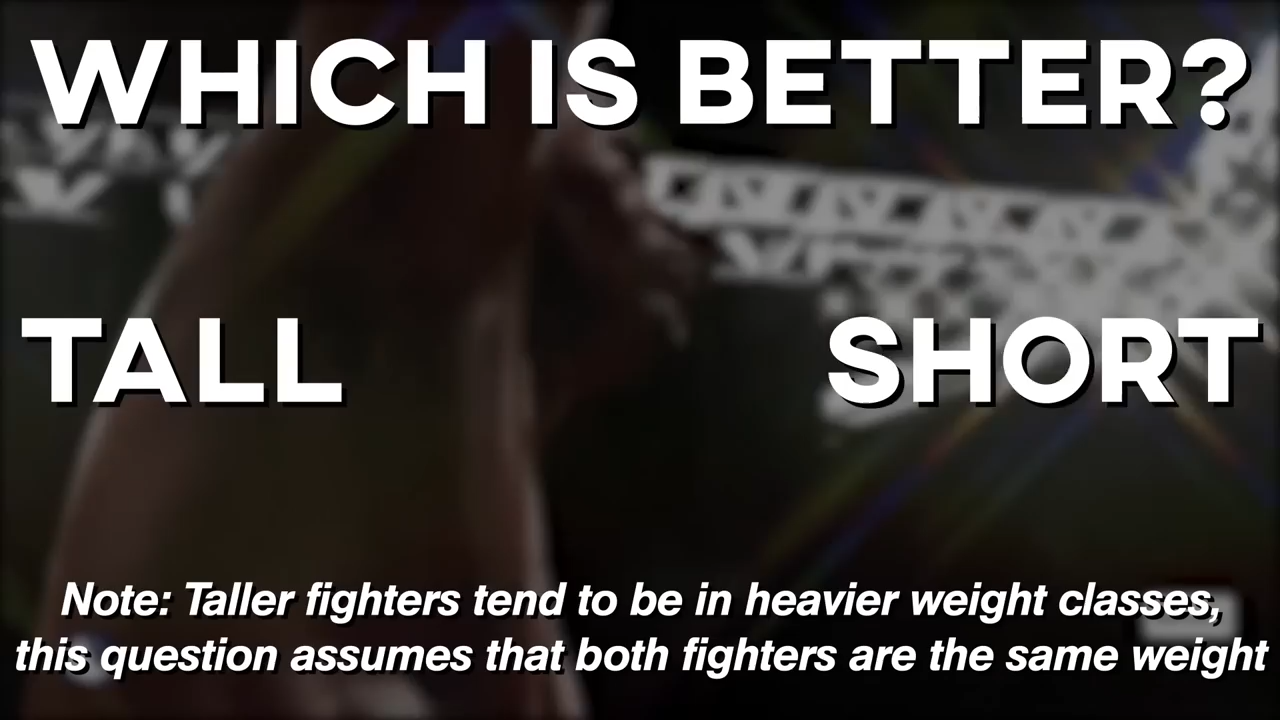 WHICH IS BETTER?
TALL
SHORT
Note: Taller fighters tend to be in heavier weight classes,
this question assumes that both fighters are the same weight